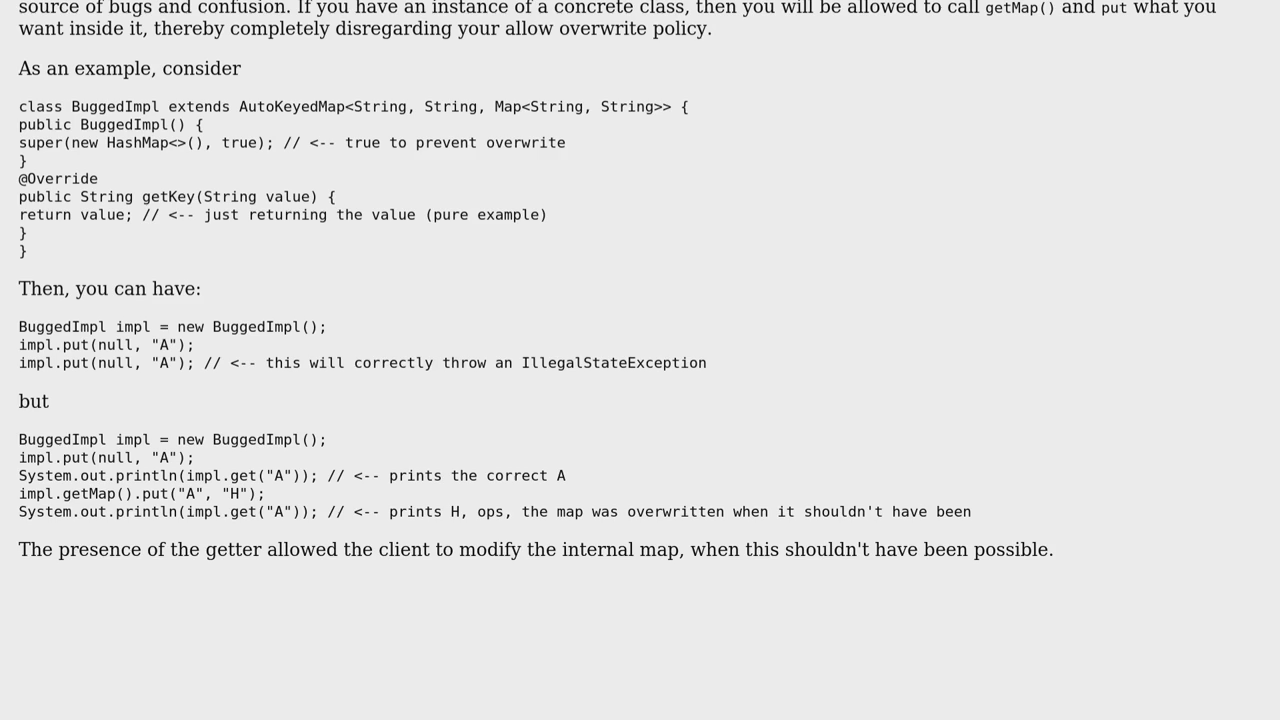 source of bugs and confusion. If you have an instance of a concrete class, then you will be allowed to call getMap() and put what you
want inside it, thereby completely disregarding your allow overwrite policy.
As an example, consider
class BuggedImpl extends AutoKeyedMap<String, String, Map<String, String>> {
public BuggedImpl() {
super(new HashMap<>(), true); // <-- true to prevent overwrite
}
@Override
public String getKey(String value) {
return value; // <-- just returning the value (pure example)
}
}
Then, you can have:
BuggedImpl impl = new BuggedImpl();
impl.put(null, "A");
impl.put(null, "A"); // <-- this will correctly throw an IllegalStateException
but
BuggedImpl impl = new BuggedImpl();
impl.put(null, "A");
System.out.println(impl.get("A")); // <-- prints the correct A
impl.getMap().put("A", "H");
System.out.println(impl.get("A")); // <-- prints H, ops, the map was overwritten when it shouldn't have been
The presence of the getter allowed the client to modify the internal map, when this shouldn't have been possible.